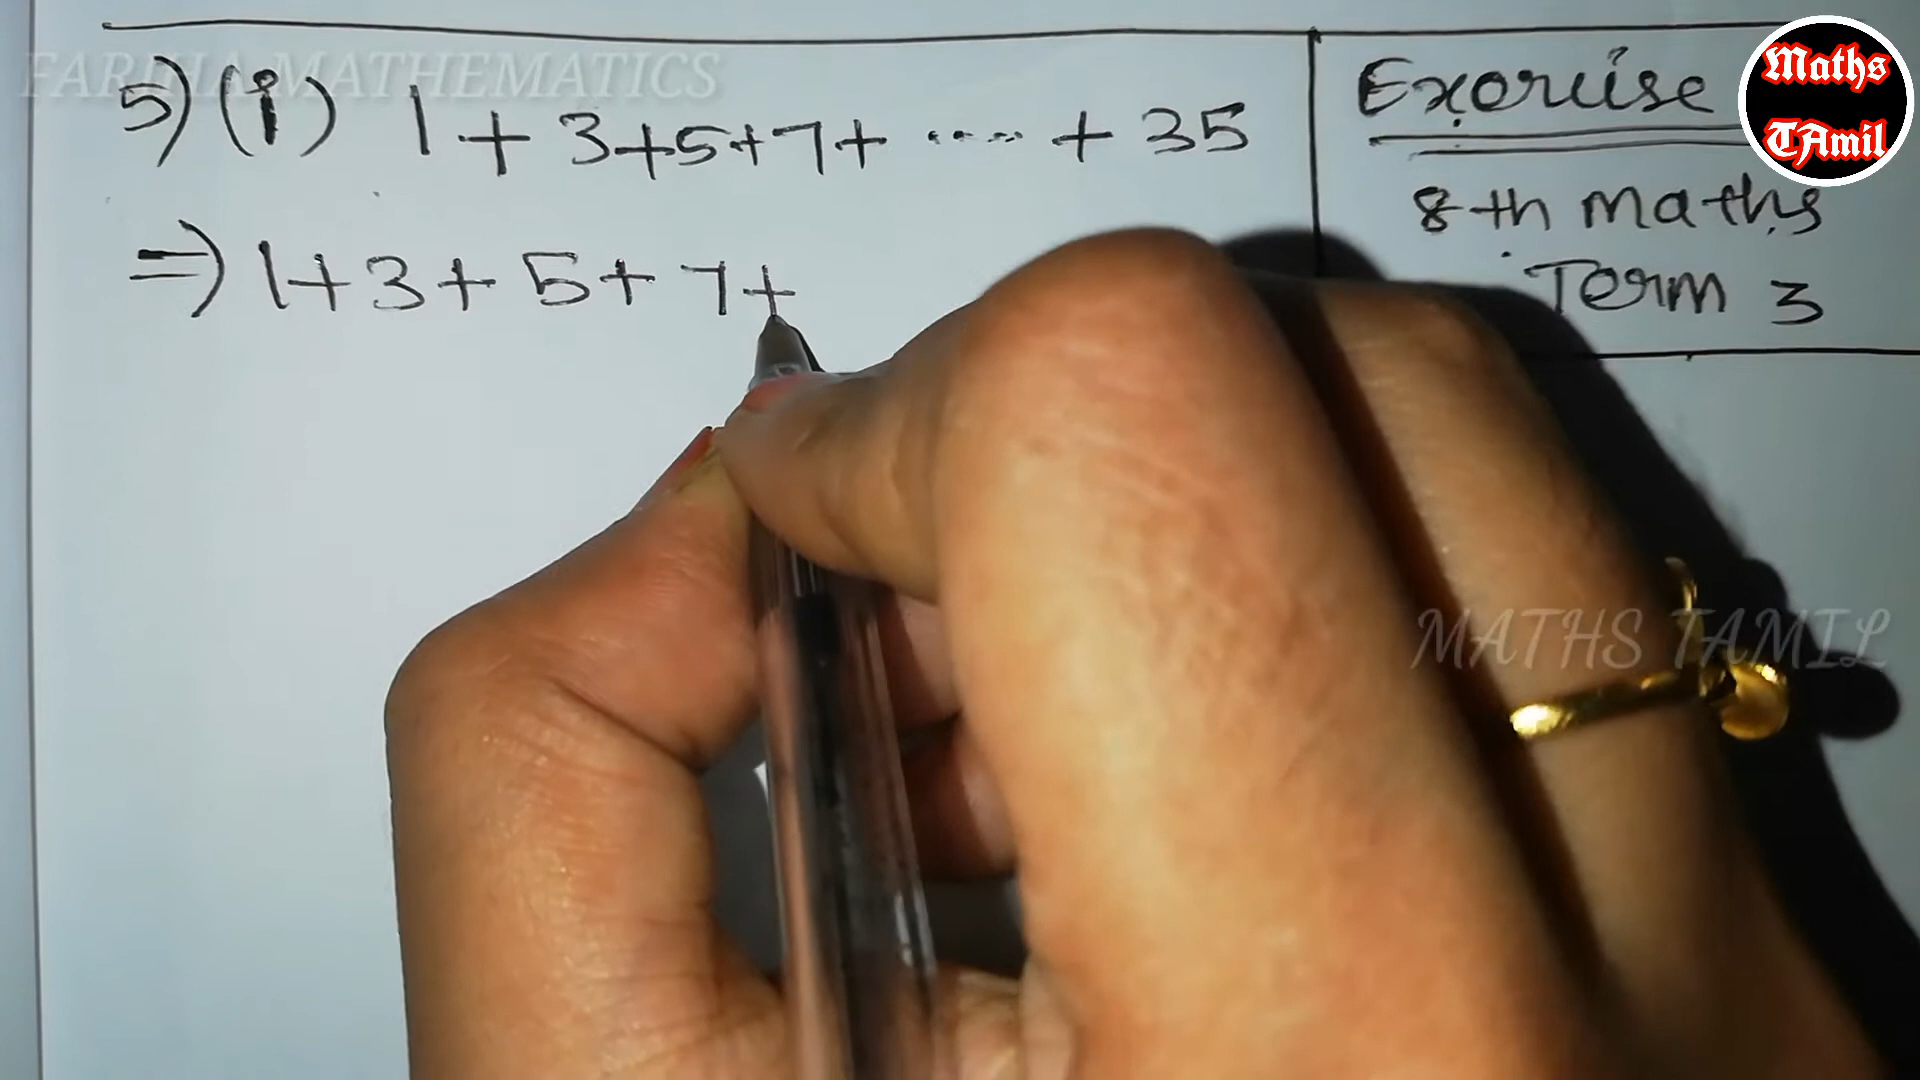 FARIHA MATHEMATICS
5) (i) 1 + 3 + 5 + 7 + ..... + 35
⇒) 1 + 3 + 5 + 7 +
Exercise
8th Maths
Term 3
Maths
TAmil
MATHS TAMIL